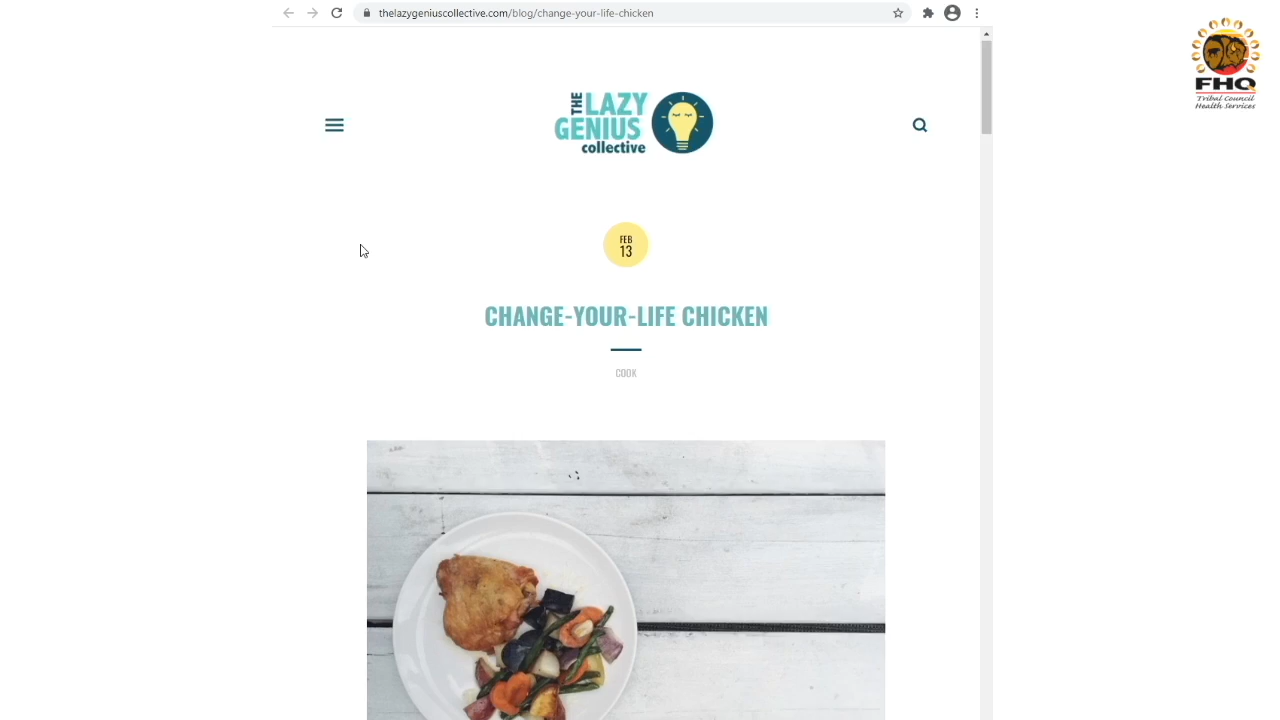 thelazygeniuscollective.com/blog/change-your-life-chicken
THE LAZY
GENIUS
collective
FHQ
Tribal Council
Health Services
FEB
13
CHANGE-YOUR-LIFE CHICKEN
COOK